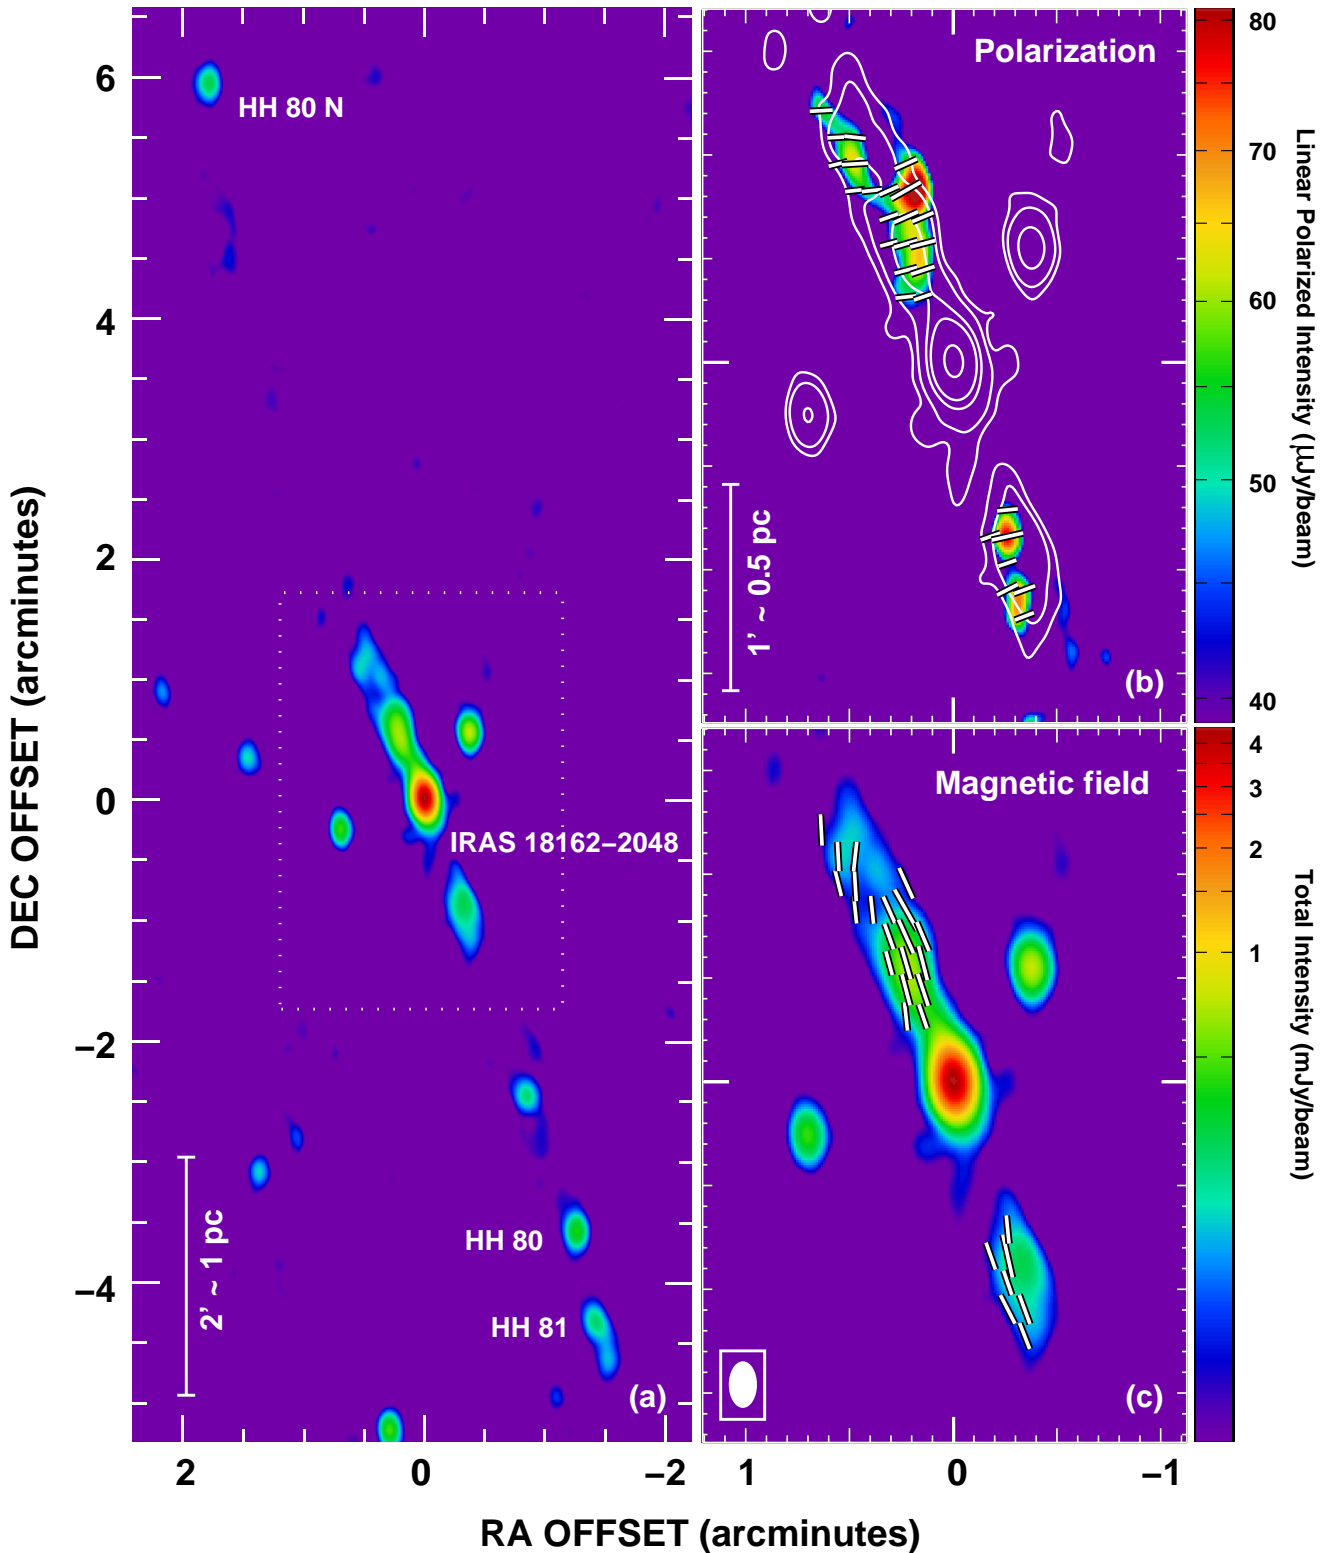 DEC OFFSET (arcminutes)
6
4
2
0
−2
−4
HH 80 N
IRAS 18162−2048
HH 80
HH 81
2’ ~ 1 pc
(a)
2
0
−2
Polarization
1’ ~ 0.5 pc
(b)
80
70
60
50
40
Linear Polarized Intensity (μJy/beam)
Magnetic field
(c)
4
3
2
1
Total Intensity (mJy/beam)
1
0
−1
RA OFFSET (arcminutes)